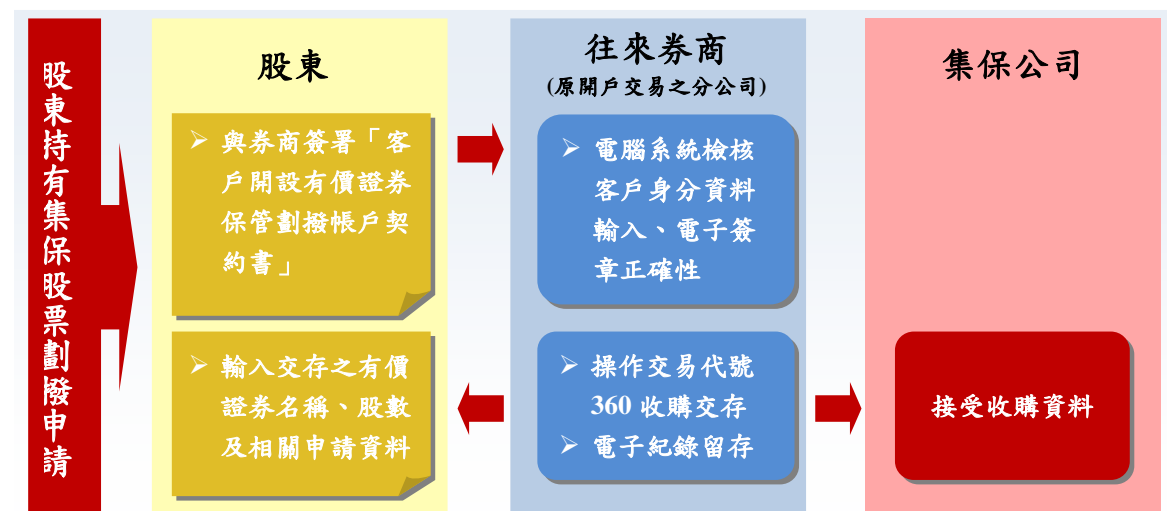 股東持有集保股票劃撥申請
股東
➢ 與券商簽署「客
戶開設有價證券
保管劃撥帳戶契
約書」
➢ 輸入交存之有價
證券名稱、股數
及相關申請資料
往來券商
(原開戶交易之分公司)
➢ 電腦系統檢核
客戶身分資料
輸入、電子簽
章正確性
➢ 操作交易代號
360 收購交存
➢ 電子紀錄留存
集保公司
接受收購資料